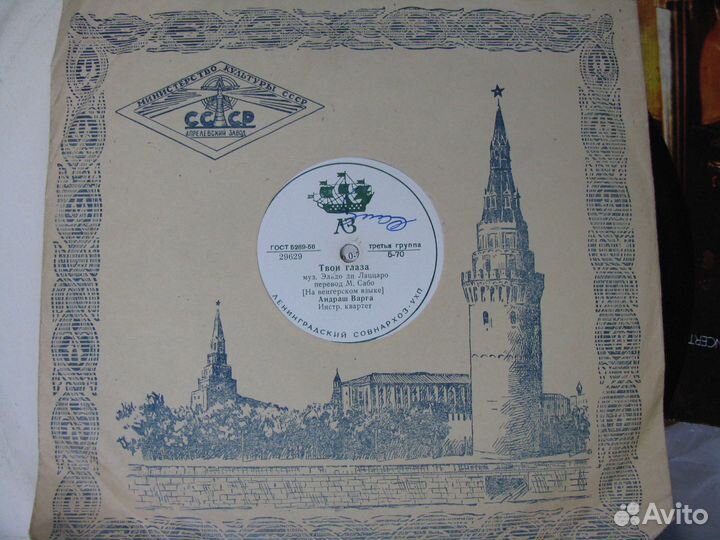 МИНИСТЕРСТВО КУЛЬТУРЫ СССР
СССР
АПРЕЛЕВСКИЙ ЗАВОД
АЗ
ГОСТ 5289-56
третья группа
29629
Б-70
Твои глаза
муз. Эльдо ди Лаццаро
перевод М. Сабо
[На венгерском языке]
Андраш Варга
Инстр. квартет
ЛЕНИНГРАДСКИЙ СОВНАРХОЗ-УХП
NCERT
Avito